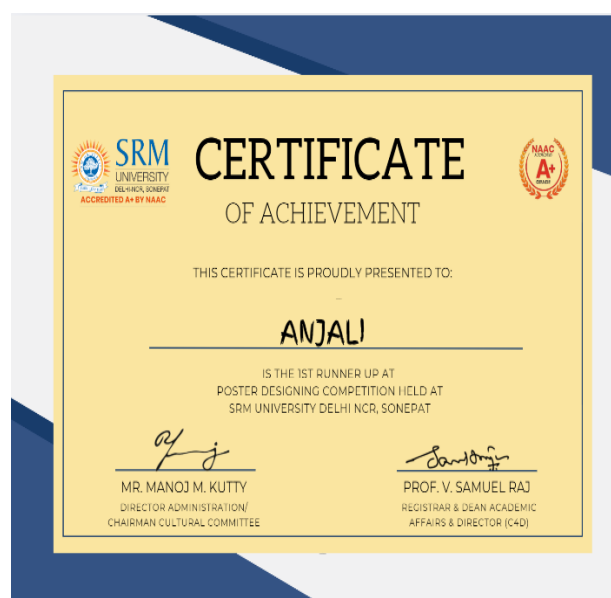 SRM
UNIVERSITY
DELHI-NCR, SONEPAT
ACCREDITED A+ BY NAAC
CERTIFICATE
OF ACHIEVEMENT
NAAC
A+
GRADE
THIS CERTIFICATE IS PROUDLY PRESENTED TO:
ANJALI
IS THE 1ST RUNNER UP AT
POSTER DESIGNING COMPETITION HELD AT
SRM UNIVERSITY DELHI NCR, SONEPAT
MR. MANOJ M. KUTTY
DIRECTOR ADMINISTRATION/
CHAIRMAN CULTURAL COMMITTEE
PROF. V. SAMUEL RAJ
REGISTRAR & DEAN ACADEMIC
AFFAIRS & DIRECTOR (C4D)